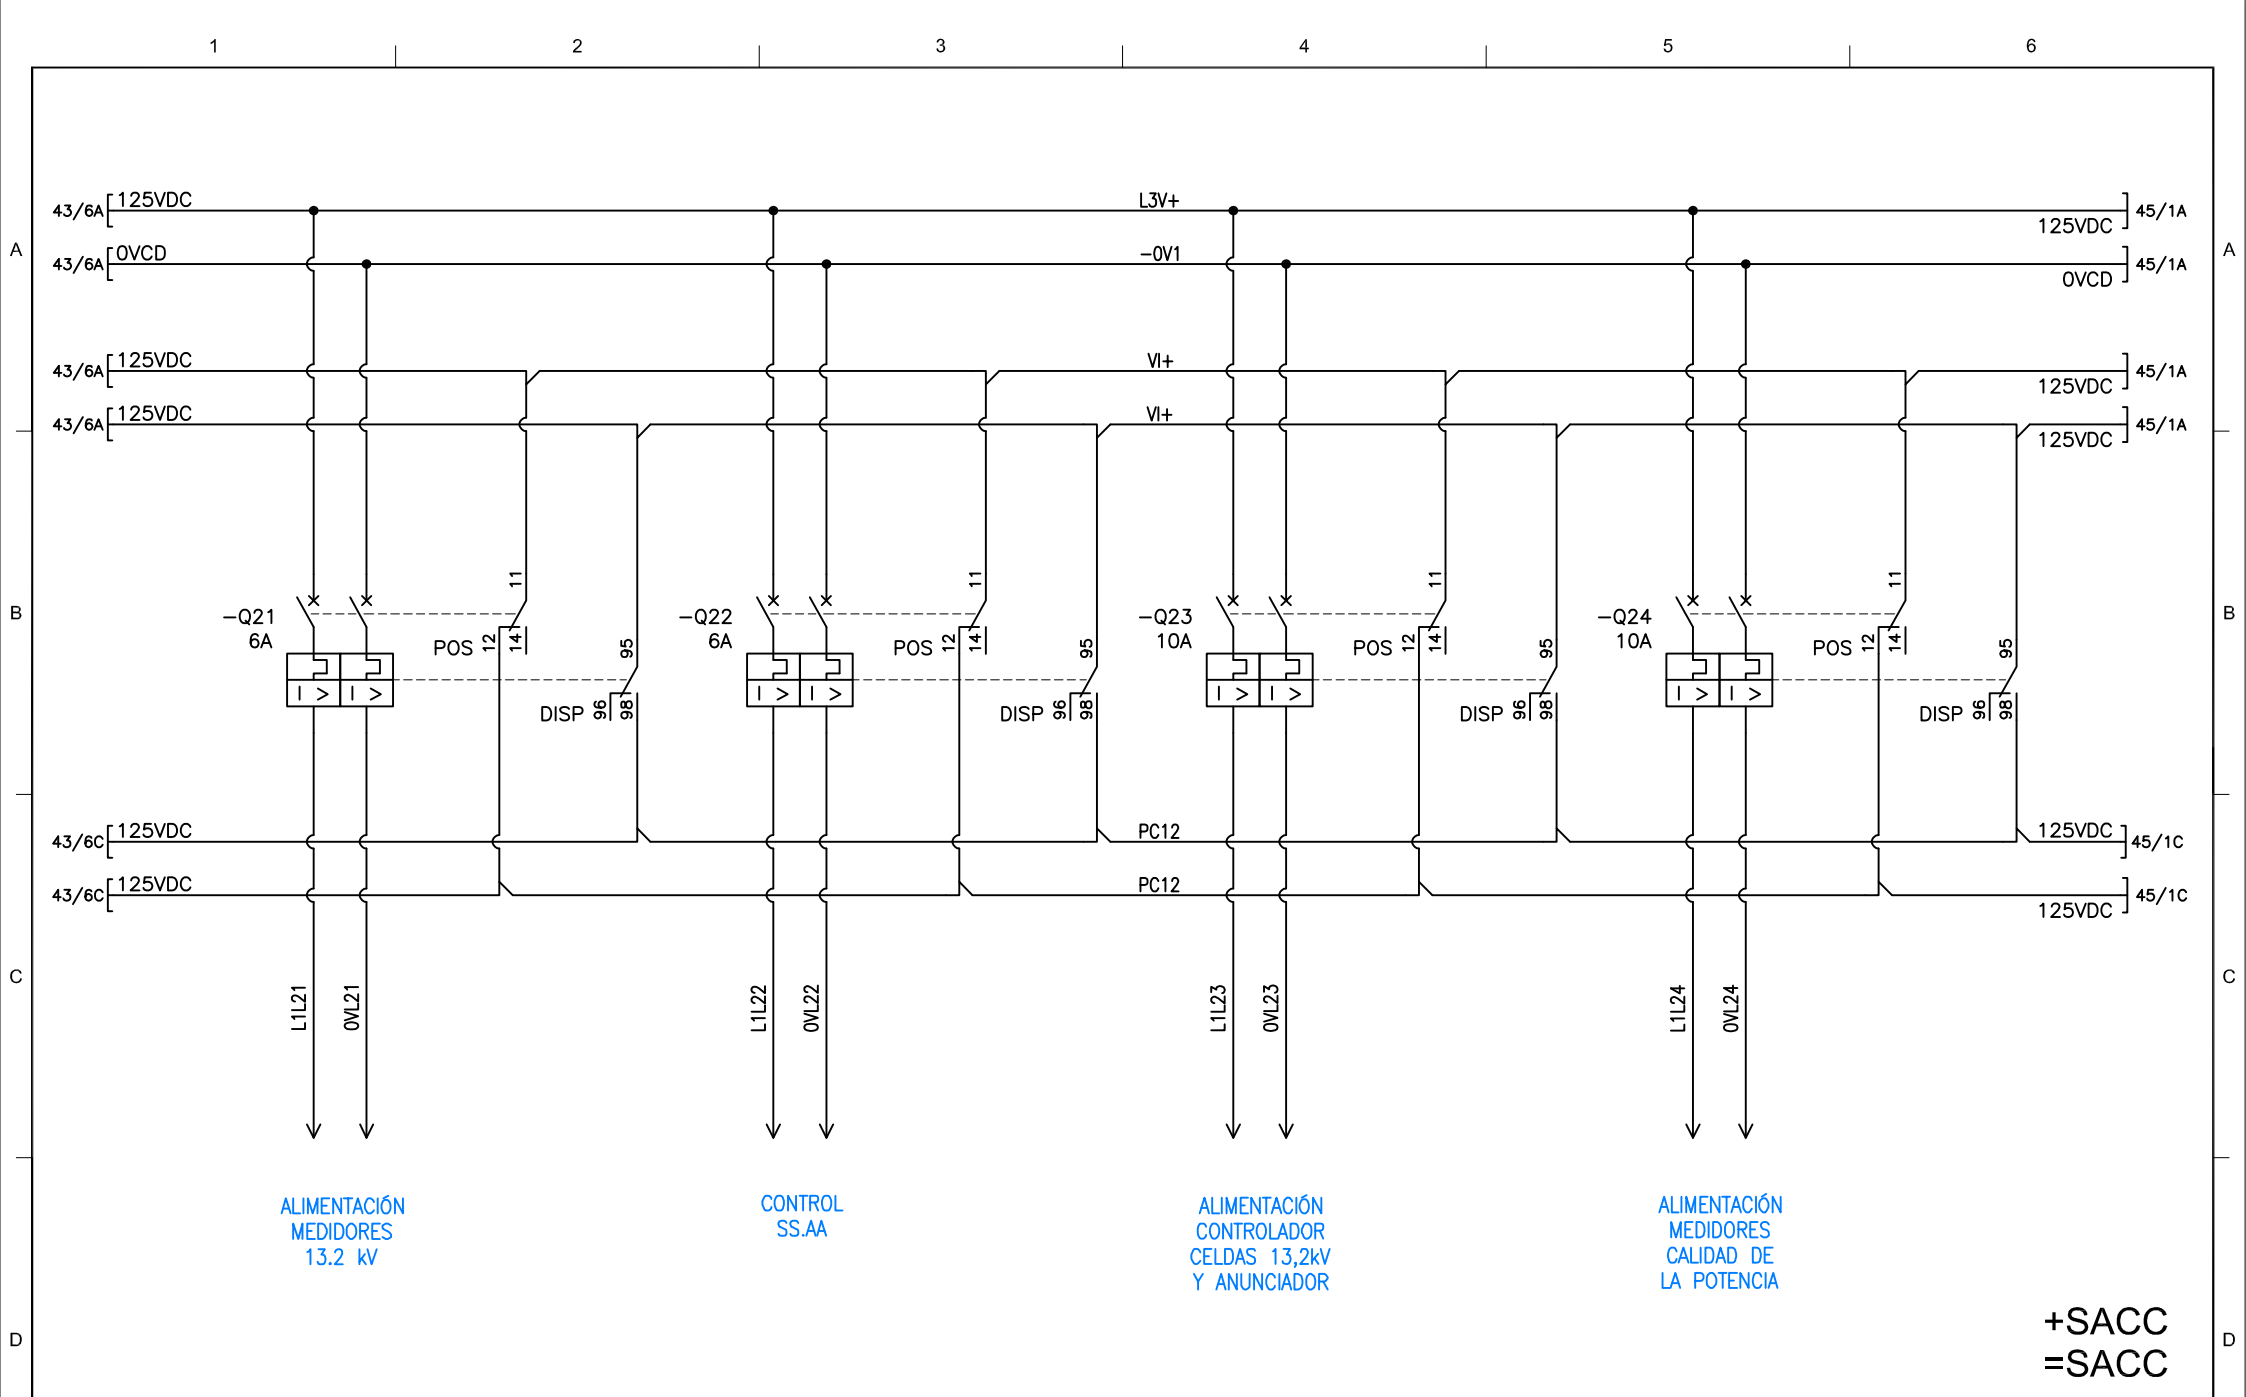 1 2 3 4 5 6
43/6A 125VDC L3V+ 125VDC 45/1A
A 43/6A 0VCD -0V1 0VCD 45/1A A
43/6A 125VDC VI+ 125VDC 45/1A
43/6A 125VDC VI+ 125VDC 45/1A
11 11 11 11
B B
-Q21 -Q22 -Q23 -Q24
6A 6A 10A 10A
POS 12 14 95 POS 12 14 95 POS 12 14 95 POS 12 14 95
I > I > I > I > I > I > I > I >
DISP 96 98 DISP 96 98 DISP 96 98 DISP 96 98
43/6C 125VDC PC12 125VDC 45/1C
43/6C 125VDC PC12 125VDC 45/1C
C C
L1L21 0VL21 L1L22 0VL22 L1L23 0VL23 L1L24 0VL24
ALIMENTACIÓN
MEDIDORES
13.2 kV
CONTROL
SS.AA
ALIMENTACIÓN
CONTROLADOR
CELDAS 13,2kV
Y ANUNCIADOR
ALIMENTACIÓN
MEDIDORES
CALIDAD DE
LA POTENCIA
D D
+SACC
=SACC